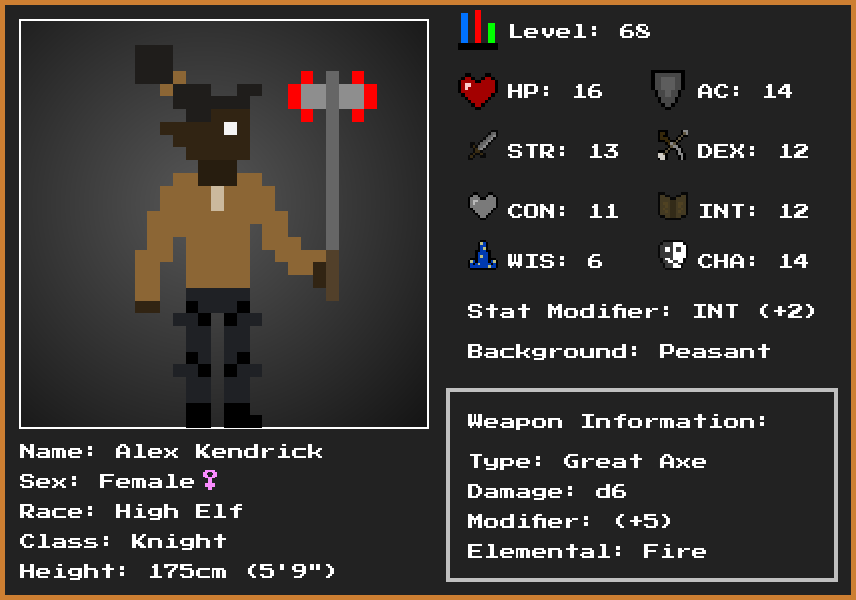 Level: 68
HP: 16
AC: 14
STR: 13
DEX: 12
CON: 11
INT: 12
WIS: 6
CHA: 14
Stat Modifier: INT (+2)
Background: Peasant
Weapon Information:
Type: Great Axe
Damage: d6
Modifier: (+5)
Elemental: Fire
Name: Alex Kendrick
Sex: Female♀
Race: High Elf
Class: Knight
Height: 175cm (5'9")